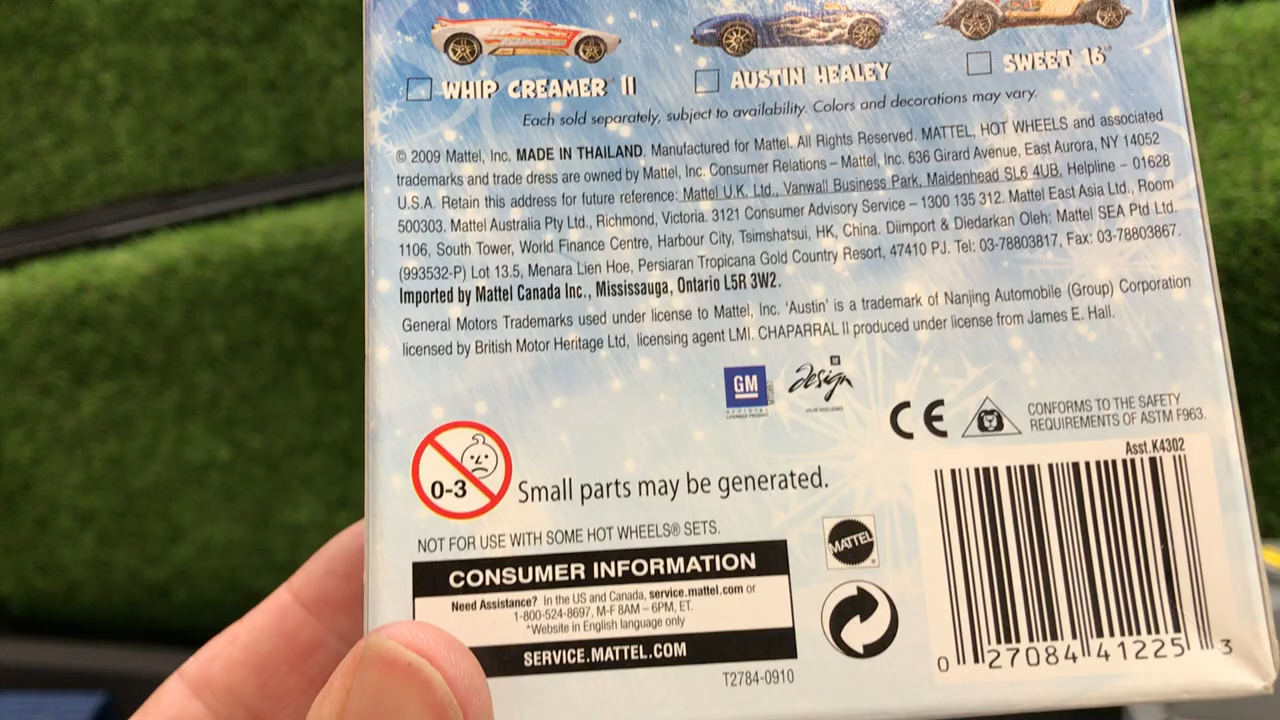 WHIP CREAMER II
AUSTIN HEALEY
SWEET 16
Each sold separately, subject to availability. Colors and decorations may vary.
© 2009 Mattel, Inc. MADE IN THAILAND. Manufactured for Mattel. All Rights Reserved. MATTEL, HOT WHEELS and associated
trademarks and trade dress are owned by Mattel, Inc. Consumer Relations – Mattel, Inc. 636 Girard Avenue, East Aurora, NY 14052
U.S.A. Retain this address for future reference: Mattel U.K. Ltd., Vanwall Business Park, Maidenhead SL6 4UB. Helpline – 01628
500303. Mattel Australia Pty Ltd., Richmond, Victoria. 3121 Consumer Advisory Service – 1300 135 312. Mattel East Asia Ltd., Room
1106, South Tower, World Finance Centre, Harbour City, Tsimshatsui, HK, China. Diimport & Diedarkan Oleh: Mattel SEA Ptd Ltd.
(993532-P) Lot 13.5, Menara Lien Hoe, Persiaran Tropicana Gold Country Resort, 47410 PJ. Tel: 03-78803817, Fax: 03-78803867.
Imported by Mattel Canada Inc., Mississauga, Ontario L5R 3W2.
General Motors Trademarks used under license to Mattel, Inc. 'Austin' is a trademark of Nanjing Automobile (Group) Corporation
licensed by British Motor Heritage Ltd, licensing agent LMI. CHAPARRAL II produced under license from James E. Hall.
GM
Design
CE
CONFORMS TO THE SAFETY
REQUIREMENTS OF ASTM F963.
Asst.K4302
0-3
Small parts may be generated.
NOT FOR USE WITH SOME HOT WHEELS® SETS.
MATTEL
CONSUMER INFORMATION
Need Assistance? In the US and Canada, service.mattel.com or
1-800-524-8697, M-F 8AM – 6PM, ET.
*Website in English language only
SERVICE.MATTEL.COM
T2784-0910
0 27084 41225 3